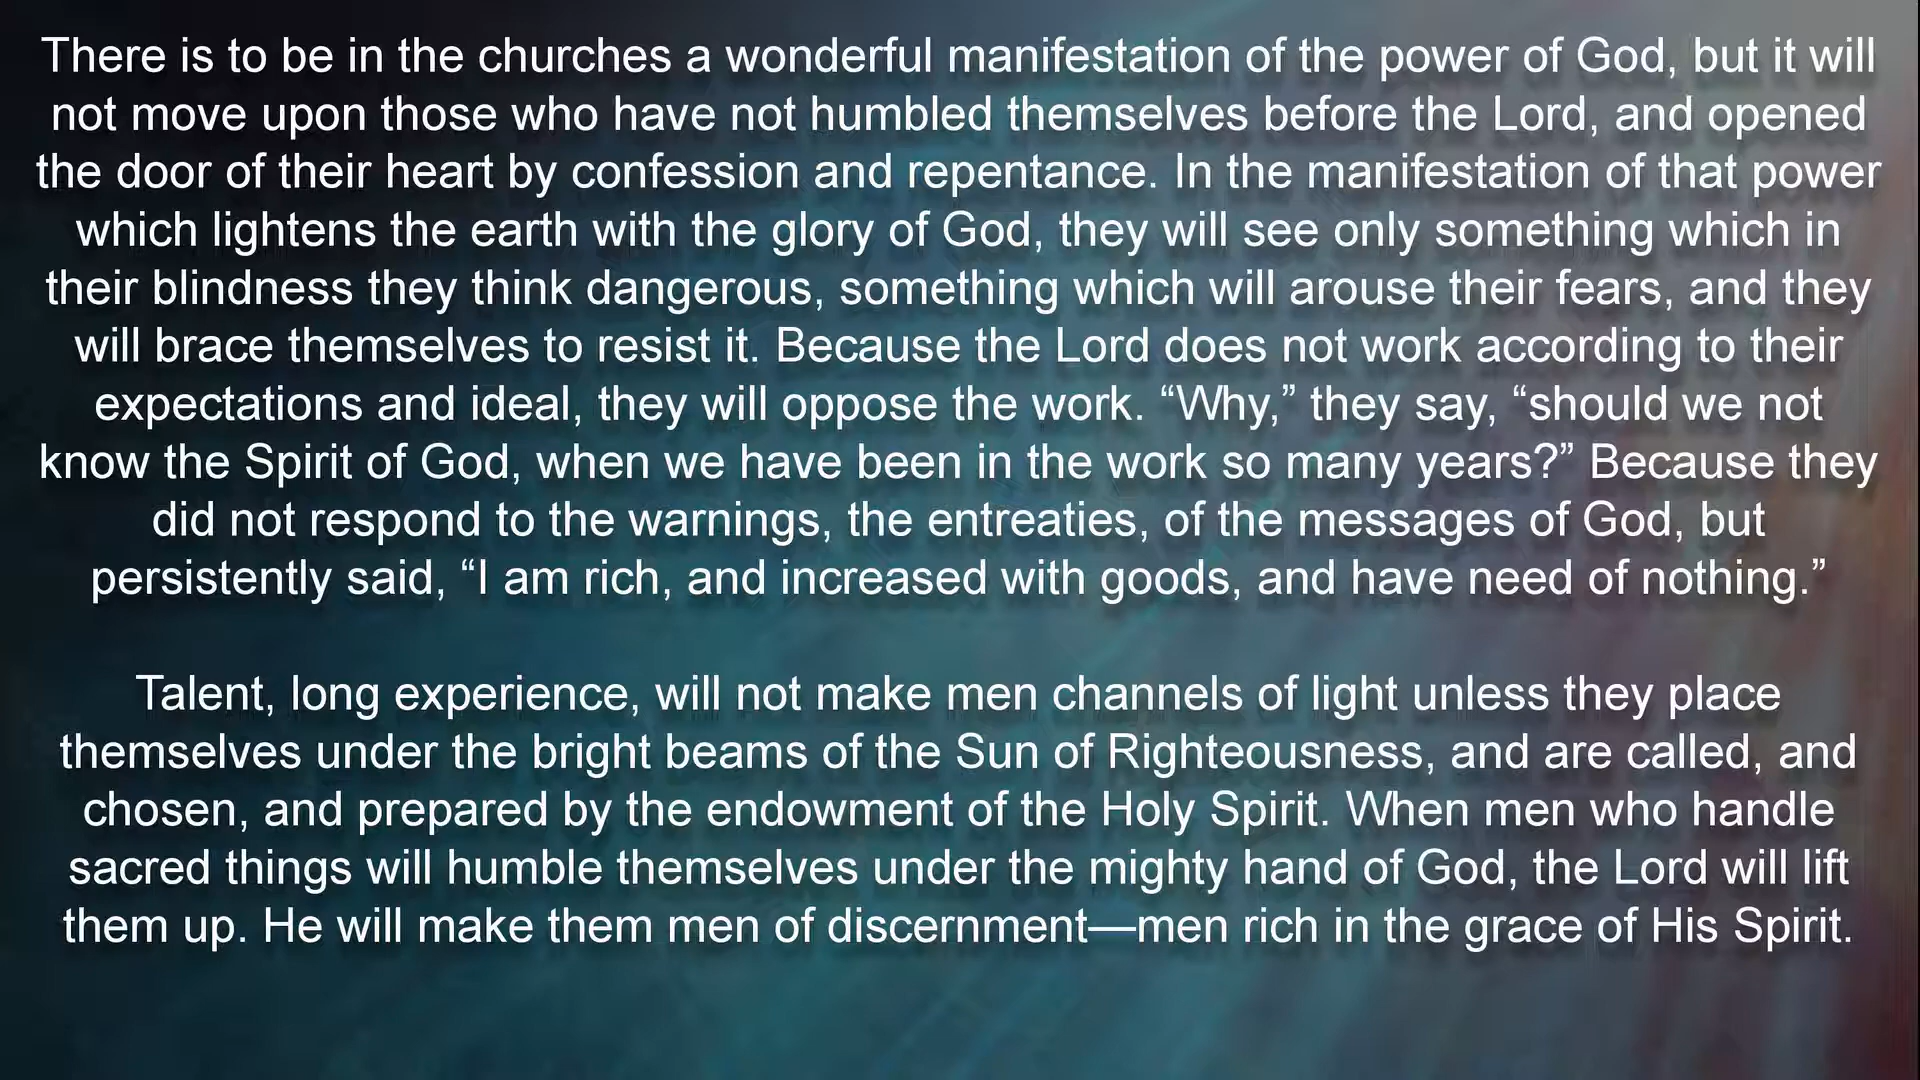 There is to be in the churches a wonderful manifestation of the power of God, but it will
not move upon those who have not humbled themselves before the Lord, and opened
the door of their heart by confession and repentance. In the manifestation of that power
which lightens the earth with the glory of God, they will see only something which in
their blindness they think dangerous, something which will arouse their fears, and they
will brace themselves to resist it. Because the Lord does not work according to their
expectations and ideal, they will oppose the work. “Why,” they say, “should we not
know the Spirit of God, when we have been in the work so many years?” Because they
did not respond to the warnings, the entreaties, of the messages of God, but
persistently said, “I am rich, and increased with goods, and have need of nothing.”
Talent, long experience, will not make men channels of light unless they place
themselves under the bright beams of the Sun of Righteousness, and are called, and
chosen, and prepared by the endowment of the Holy Spirit. When men who handle
sacred things will humble themselves under the mighty hand of God, the Lord will lift
them up. He will make them men of discernment—men rich in the grace of His Spirit.